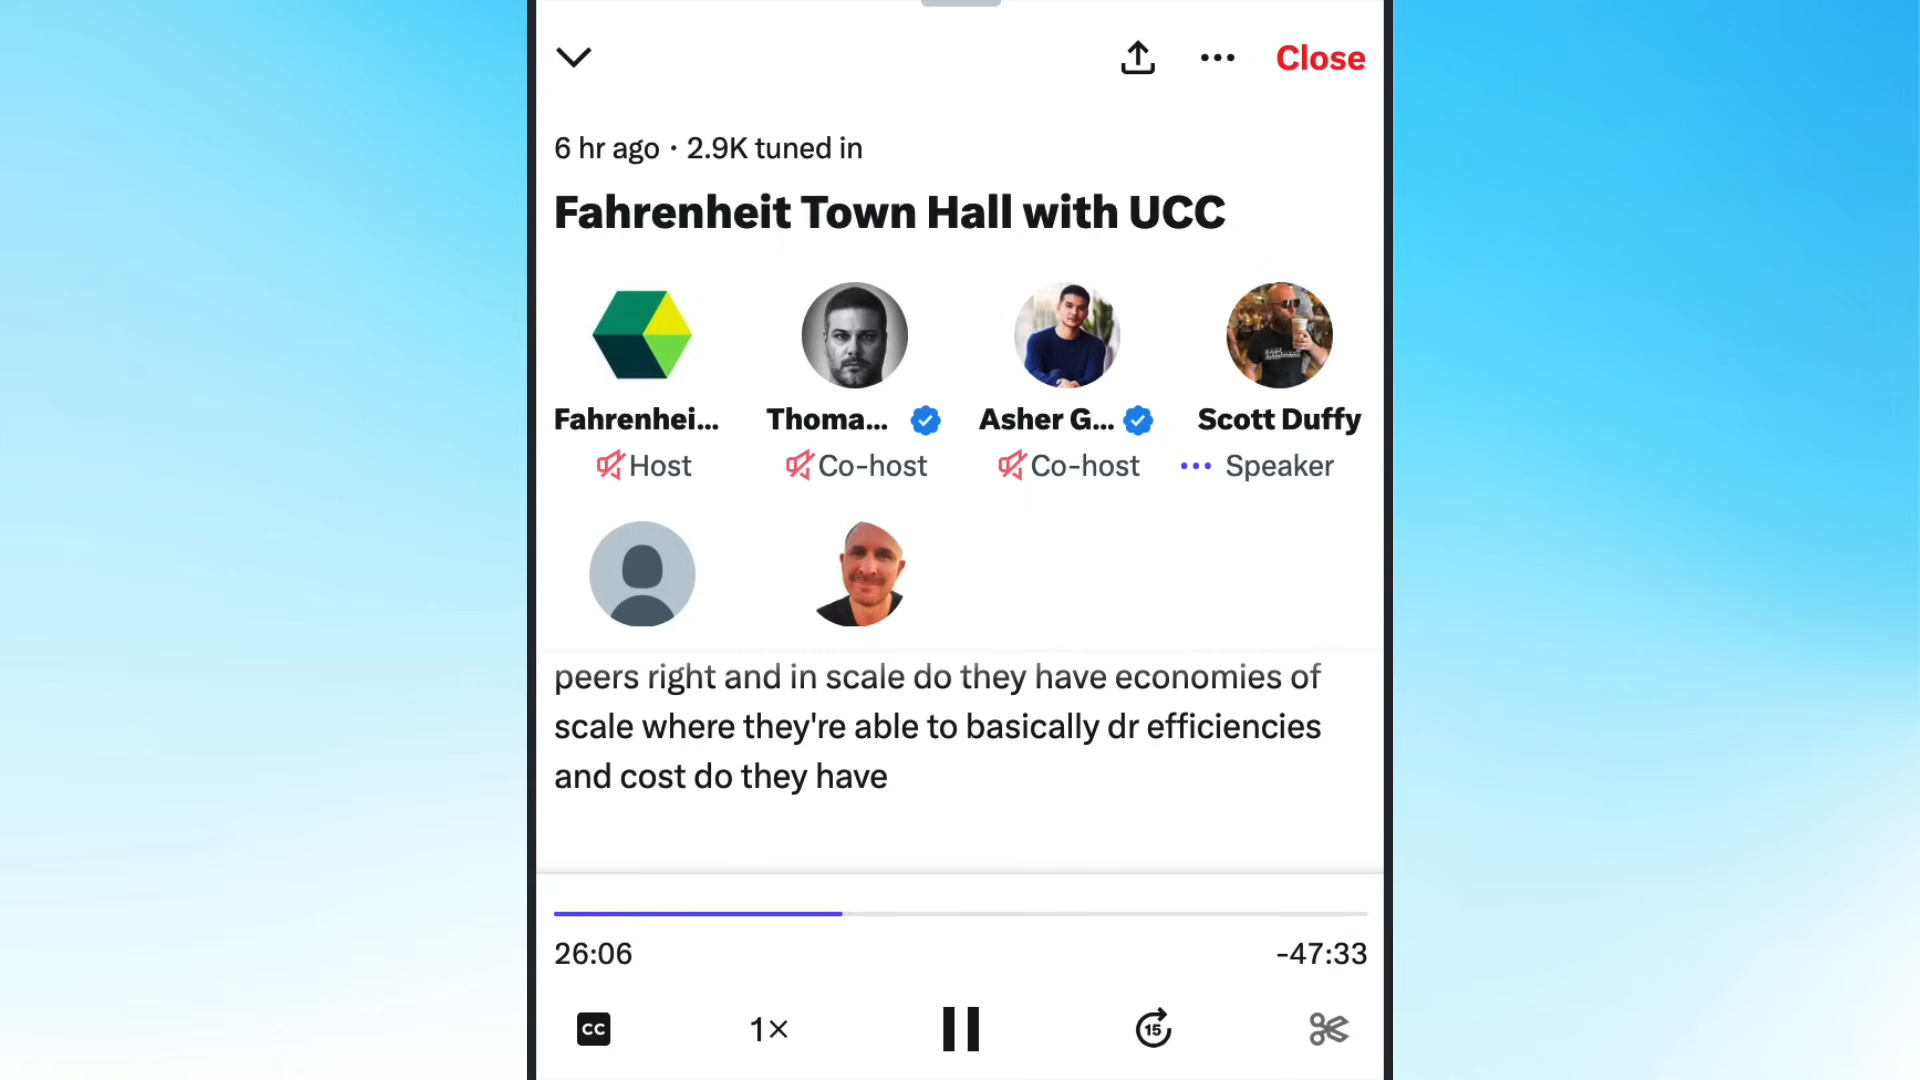 Close
6 hr ago · 2.9K tuned in
Fahrenheit Town Hall with UCC
Fahrenhei... Thoma... Asher G... Scott Duffy
Host Co-host Co-host Speaker
peers right and in scale do they have economies of
scale where they're able to basically dr efficiencies
and cost do they have
26:06 -47:33
CC 1× 15